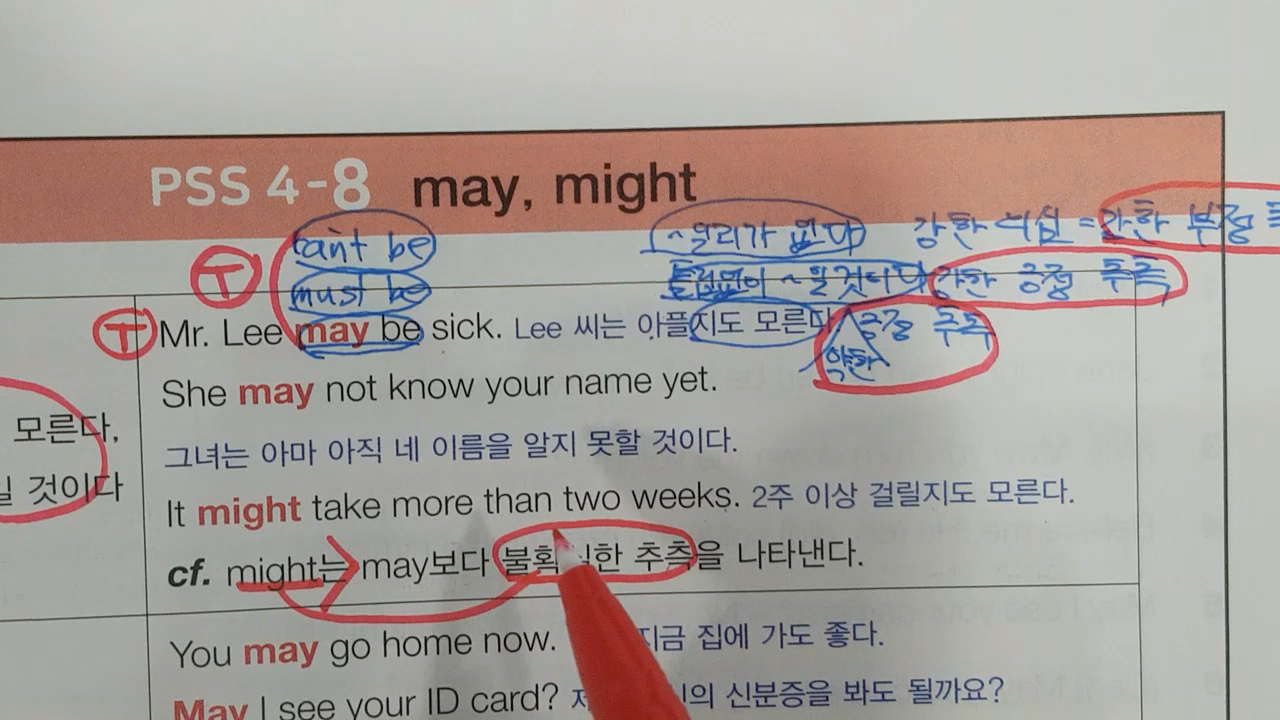 PSS 4-8 may, might
can't be ~일리가 없다 강한 의심 = 강한 부정
T
must be 틀림없이 ~일 것이다 강한 긍정 추측
T Mr. Lee may be sick. Lee 씨는 아플지도 모른다 긍정 추측
약한
She may not know your name yet.
모른다,
그녀는 아마 아직 네 이름을 알지 못할 것이다.
것이다
It might take more than two weeks. 2주 이상 걸릴지도 모른다.
cf. might는 may보다 불확 한 추측을 나타낸다.
You may go home now. 지금 집에 가도 좋다.
May I see your ID card? 신분증을 봐도 될까요?